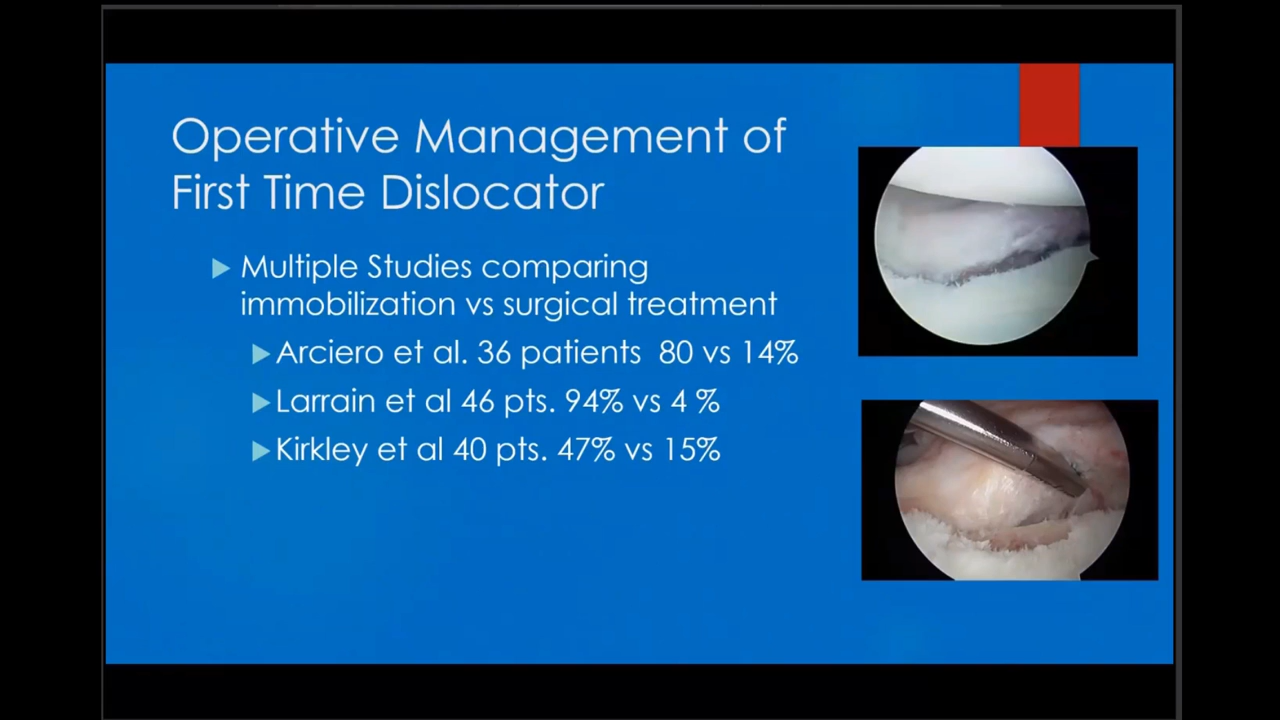 Operative Management of
First Time Dislocator
Multiple Studies comparing
immobilization vs surgical treatment
Arciero et al. 36 patients 80 vs 14%
Larrain et al 46 pts. 94% vs 4 %
Kirkley et al 40 pts. 47% vs 15%